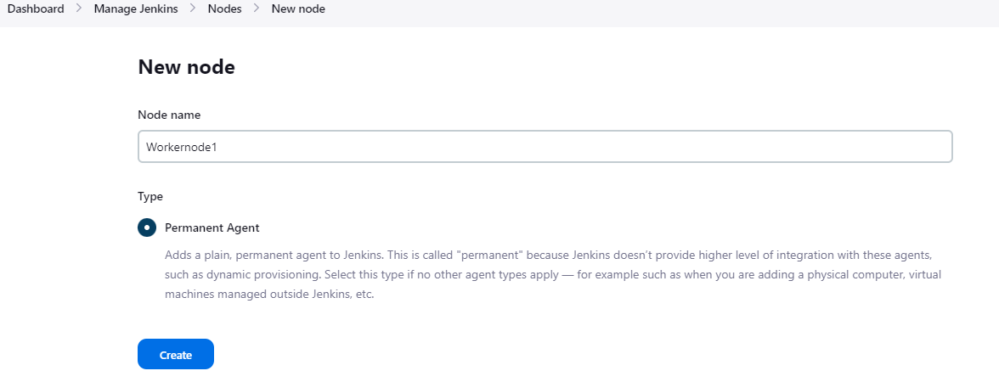 Dashboard > Manage Jenkins > Nodes > New node
New node
Node name
Workernode1
Type
Permanent Agent
Adds a plain, permanent agent to Jenkins. This is called "permanent" because Jenkins doesn't provide higher level of integration with these agents,
such as dynamic provisioning. Select this type if no other agent types apply — for example such as when you are adding a physical computer, virtual
machines managed outside Jenkins, etc.
Create